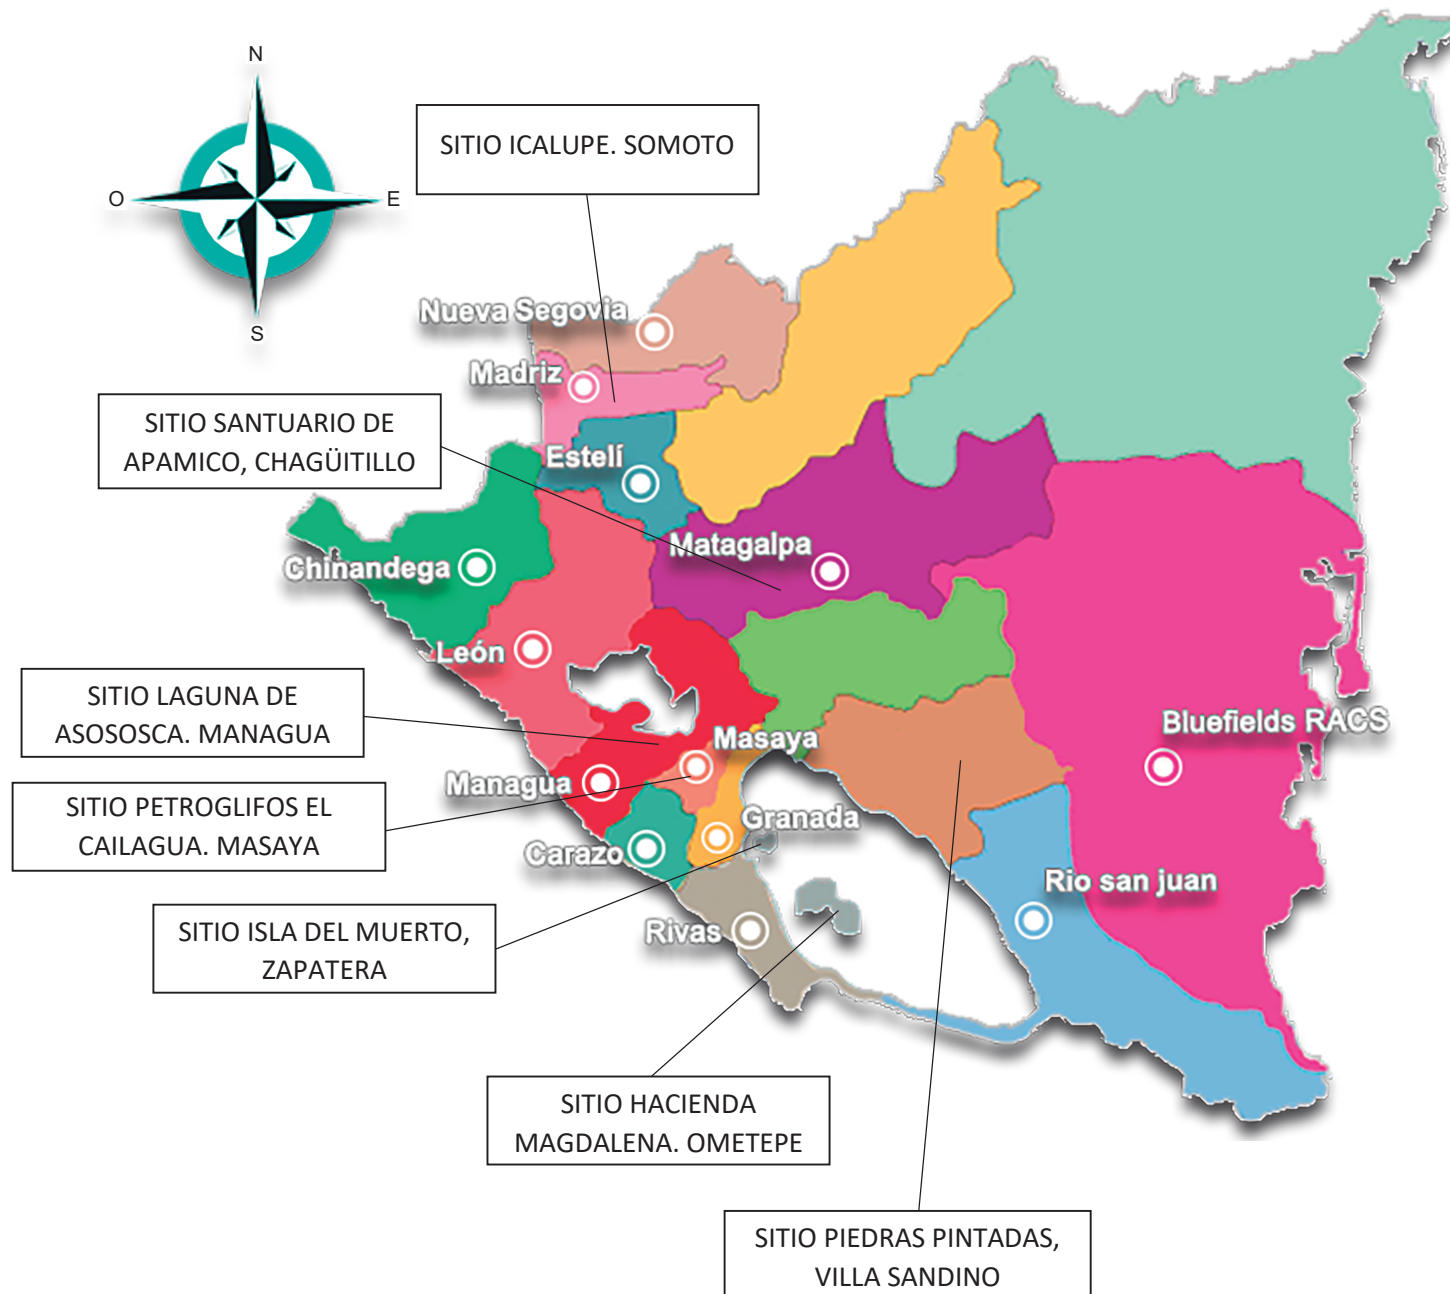 N
O
E
S
SITIO ICALUPE. SOMOTO
Nueva Segovia
Madriz
SITIO SANTUARIO DE
APAMICO, CHAGÜITILLO
Estelí
Matagalpa
Chinandega
León
SITIO LAGUNA DE
ASOSOSCA. MANAGUA
Bluefields RACS
Masaya
Managua
SITIO PETROGLIFOS EL
CAILAGUA. MASAYA
Granada
Carazo
Rio san juan
SITIO ISLA DEL MUERTO,
ZAPATERA
Rivas
SITIO HACIENDA
MAGDALENA. OMETEPE
SITIO PIEDRAS PINTADAS,
VILLA SANDINO